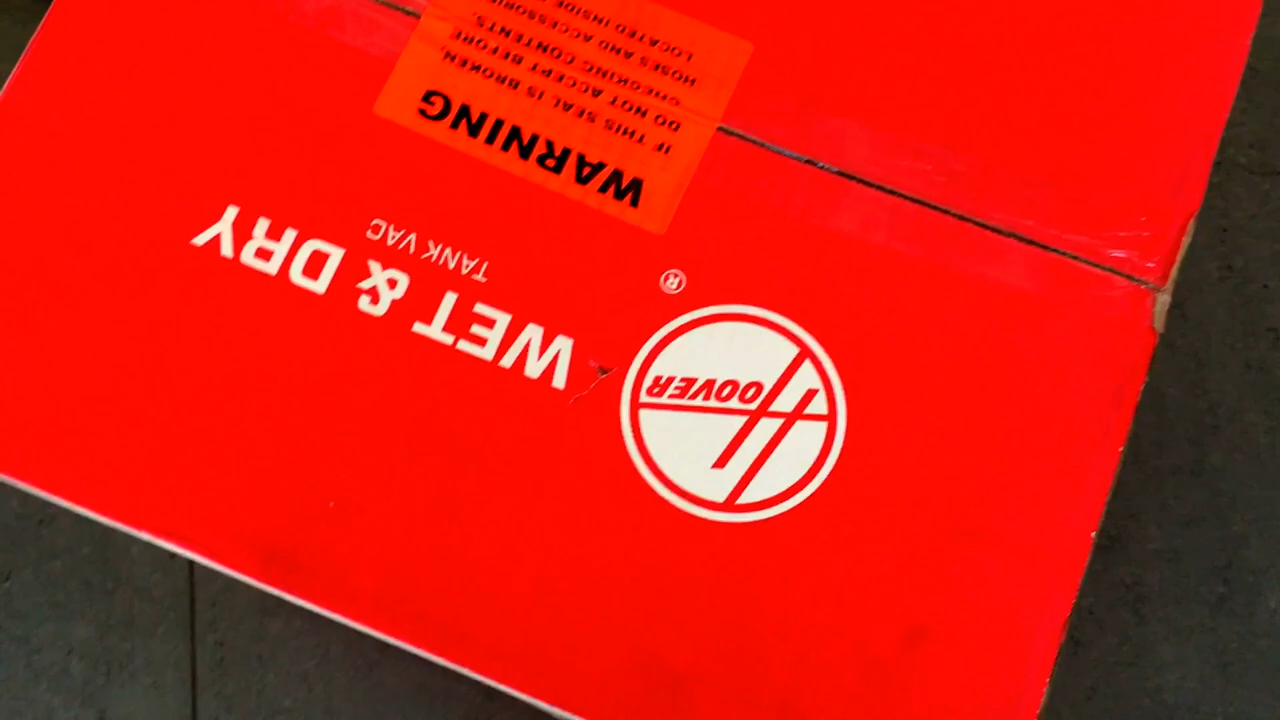 HOOVER
®
WET & DRY
TANK VAC
WARNING
IF THIS SEAL IS BROKEN,
DO NOT ACCEPT BEFORE
CHECKING CONTENTS.
HOSES AND ACCESSORIES
LOCATED INSIDE